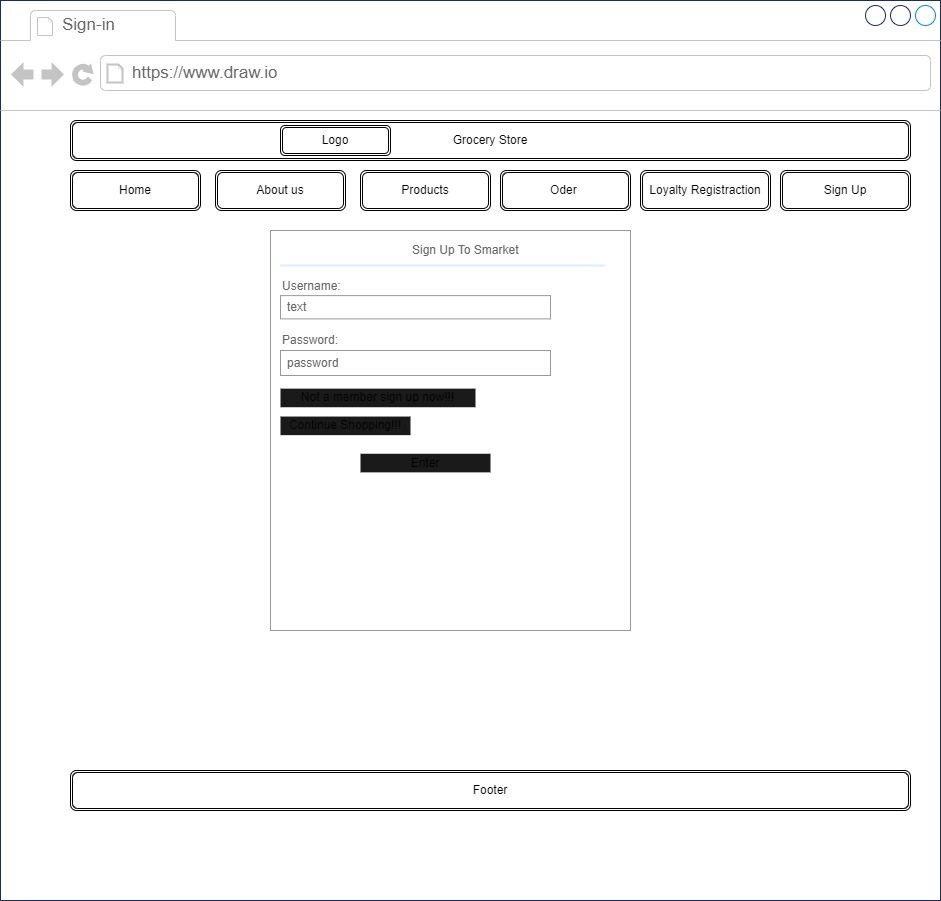 Sign-in
https://www.draw.io
Logo Grocery Store
Home About us Products Oder Loyalty Registraction Sign Up
Sign Up To Smarket
Username:
text
Password:
password
Not a member sign up now!!!
Continue Shopping!!!
Enter
Footer